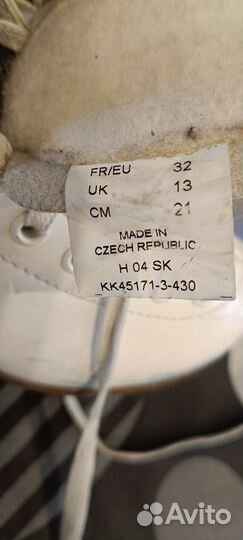 FR/EU 32
UK 13
CM 21
MADE IN
CZECH REPUBLIC
H 04 SK
KK45171-3-430
Avito